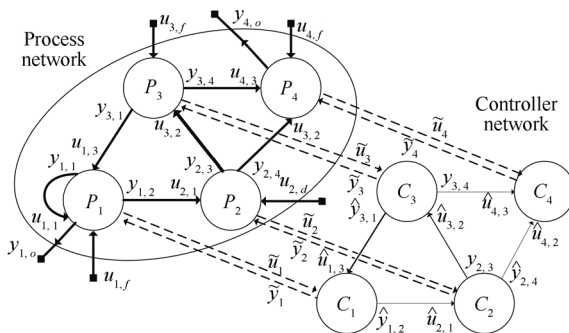 u_{3,f}
y_{4,o}
u_{4,f}
Process
network
P_3
y_{3,4}
u_{4,3}
P_4
y_{3,1}
u_{3,2}
u_{3,2}
Controller
network
ũ_4
ỹ_4
u_{1,3}
y_{1,1}
y_{2,3}
y_{2,4}
u_{2,d}
ũ_3
ỹ_3
P_1
y_{1,2}
u_{2,1}
P_2
C_3
y_{3,4}
û_{4,3}
C_4
u_{1,1}
ŷ_{3,1}
û_{3,2}
û_{4,2}
y_{1,o}
u_{1,f}
ũ_2
ỹ_2
ũ_1
ỹ_1
û_{1,3}
y_{2,3}
ŷ_{2,4}
C_1
ŷ_{1,2}
û_{2,1}
C_2